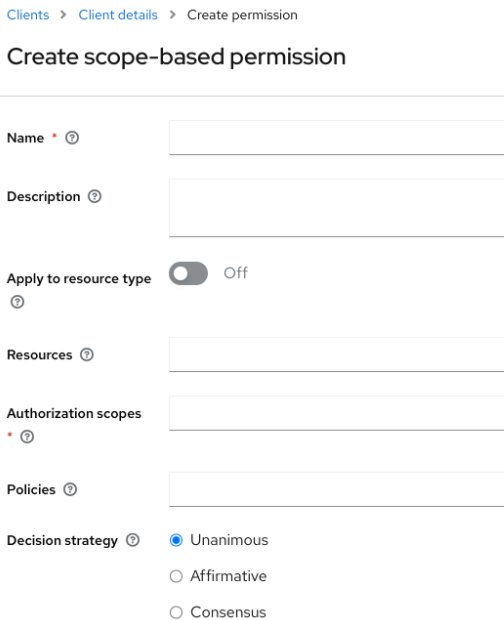 Clients > Client details > Create permission
Create scope-based permission
Name *
Description
Apply to resource type Off
Resources
Authorization scopes
*
Policies
Decision strategy Unanimous
Affirmative
Consensus